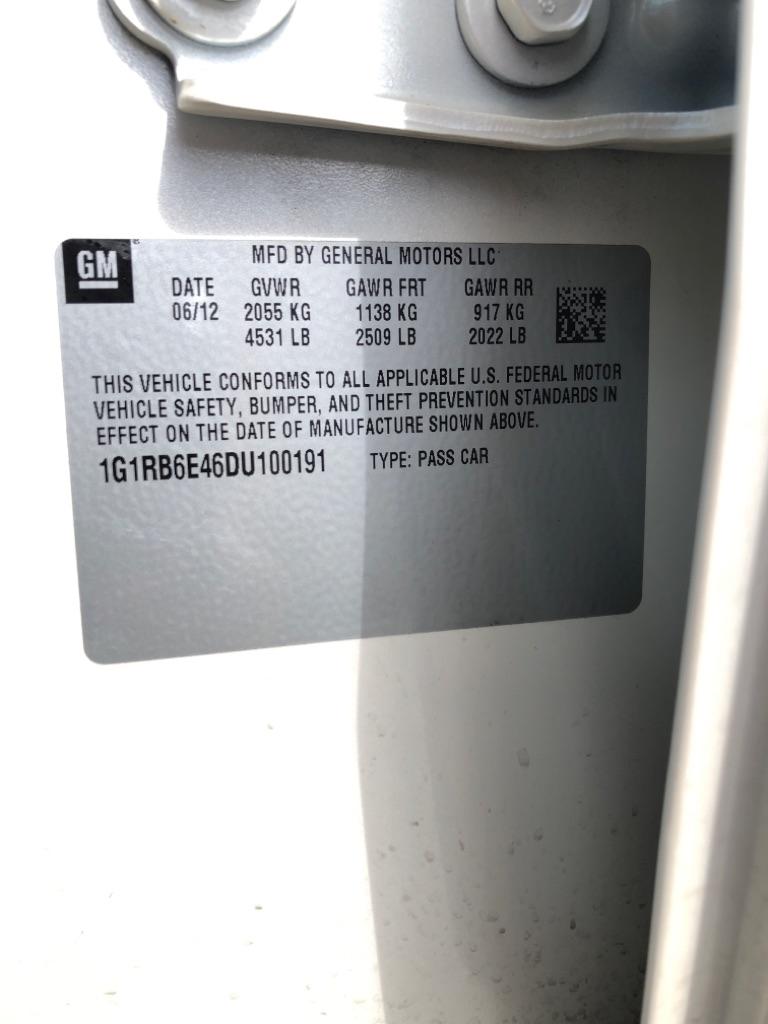 GM
MFD BY GENERAL MOTORS LLC
DATE GVWR GAWR FRT GAWR RR
06/12 2055 KG 1138 KG 917 KG
4531 LB 2509 LB 2022 LB
THIS VEHICLE CONFORMS TO ALL APPLICABLE U.S. FEDERAL MOTOR
VEHICLE SAFETY, BUMPER, AND THEFT PREVENTION STANDARDS IN
EFFECT ON THE DATE OF MANUFACTURE SHOWN ABOVE.
1G1RB6E46DU100191 TYPE: PASS CAR